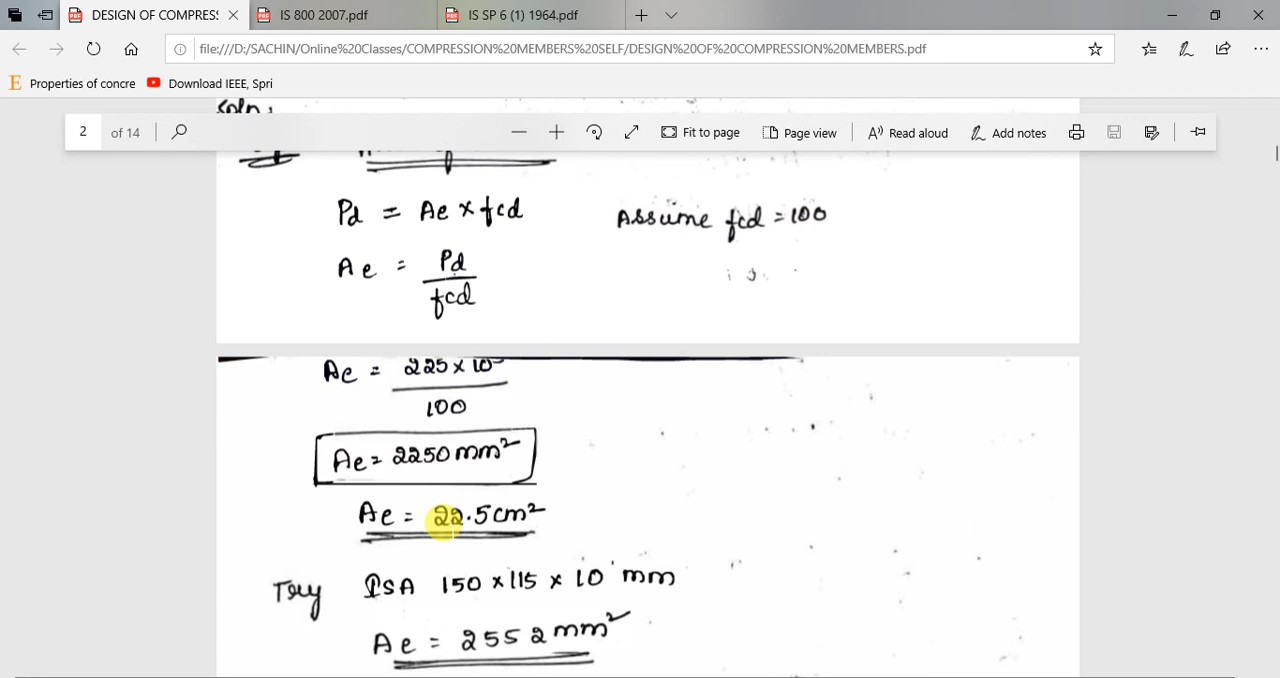 DESIGN OF COMPRESS
IS 800 2007.pdf
IS SP 6 (1) 1964.pdf
file:///D:/SACHIN/Online%20Classes/COMPRESSION%20MEMBERS%20SELF/DESIGN%20OF%20COMPRESSION%20MEMBERS.pdf
Properties of concre
Download IEEE, Spri
Soln:
2 of 14
Fit to page
Page view
Read aloud
Add notes
Pd = Ae × fcd
Assume fcd = 100
Ae = Pd
fcd
Ae = 225 × 10
100
Ae = 2250 mm²
Ae = 22.5 cm²
Try ISA 150 × 115 × 10 mm
Ae = 2552 mm²